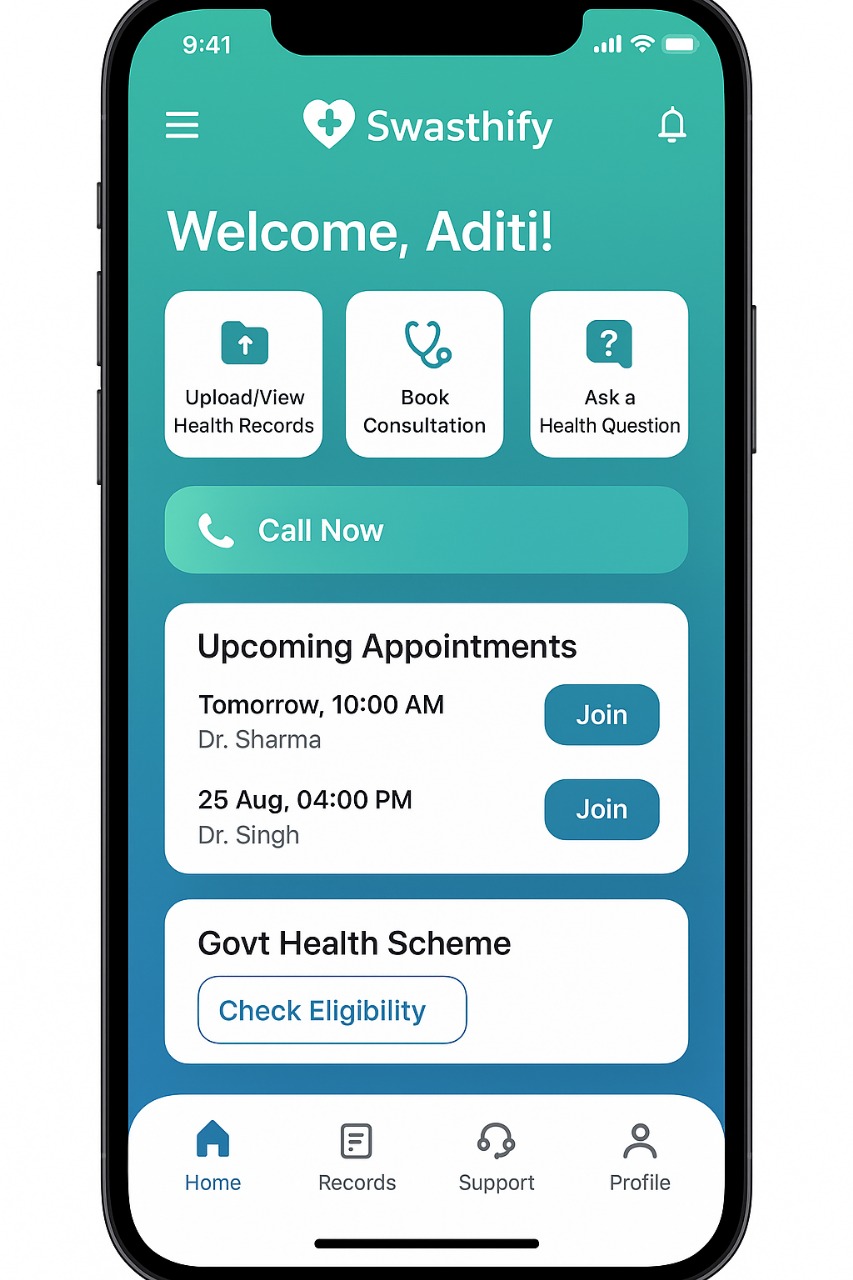 9:41
Swasthify
Welcome, Aditi!
Upload/View
Health Records
Book
Consultation
?
Ask a
Health Question
Call Now
Upcoming Appointments
Tomorrow, 10:00 AM
Join
Dr. Sharma
25 Aug, 04:00 PM
Join
Dr. Singh
Govt Health Scheme
Check Eligibility
Home
Records
Support
Profile